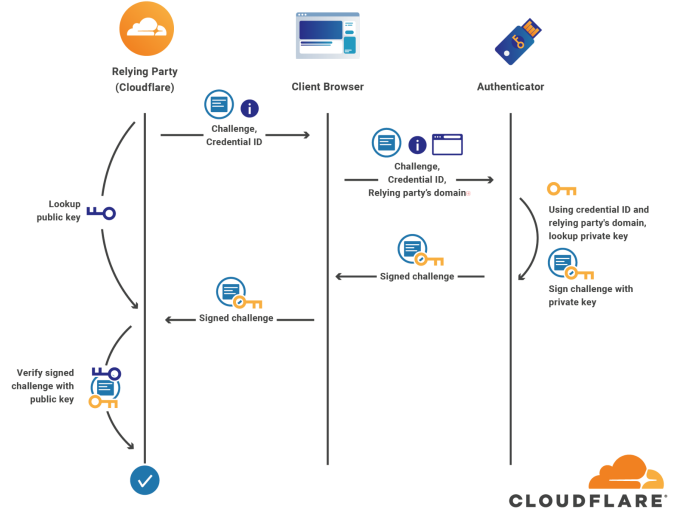 Relying Party
(Cloudflare)
Client Browser
Authenticator
Challenge,
Credential ID
Challenge,
Credential ID,
Relying party's domain
Lookup
public key
Using credential ID and
relying party's domain,
lookup private key
Signed challenge
Sign challenge with
private key
Signed challenge
Verify signed
challenge with
public key
CLOUDFLARE